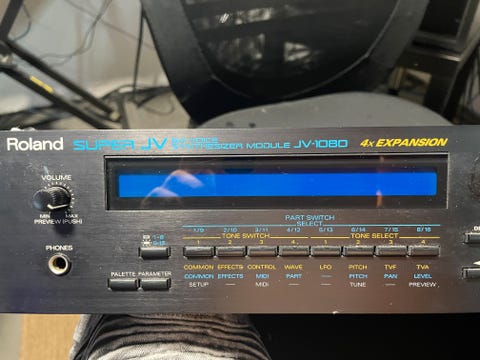 Roland SUPER JV 64 VOICE SYNTHESIZER MODULE JV-1080 4x EXPANSION
VOLUME
MIN MAX
PREVIEW (PUSH)
PHONES
PART SWITCH
SELECT
1/9 2/10 3/11 4/12 5/13 6/14 7/15 8/16
TONE SWITCH TONE SELECT
1-8
9-16
1 2 3 4 1 2 3 4
PALETTE PARAMETER
COMMON EFFECTS CONTROL WAVE LFO PITCH TVF TVA
COMMON EFFECTS MIDI PART — PITCH PAN LEVEL
SETUP — MIDI — — TUNE — PREVIEW